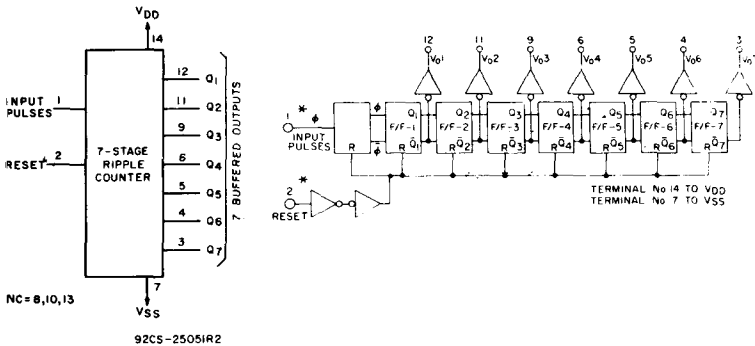 VDD
14
INPUT PULSES 1
RESET 2
7-STAGE
RIPPLE
COUNTER
12 Q1
11 Q2
9 Q3
6 Q4
5 Q5
4 Q6
3 Q7
7 BUFFERED OUTPUTS
7
VSS
NC=8,10,13
92CS-25051R2
12 11 9 6 5 4 3
Vo1 Vo2 Vo3 Vo4 Vo5 Vo6 Vo7
* φ
1
INPUT
PULSES
R
φ
φ̄
Q1 Q2 Q3 Q4 Q5 Q6 Q7
F/F-1 F/F-2 F/F-3 F/F-4 F/F-5 F/F-6 F/F-7
R Q̄1 R Q̄2 R Q̄3 R Q̄4 R Q̄5 R Q̄6 R Q̄7
*
2
RESET
TERMINAL No 14 TO VDD
TERMINAL No 7 TO VSS